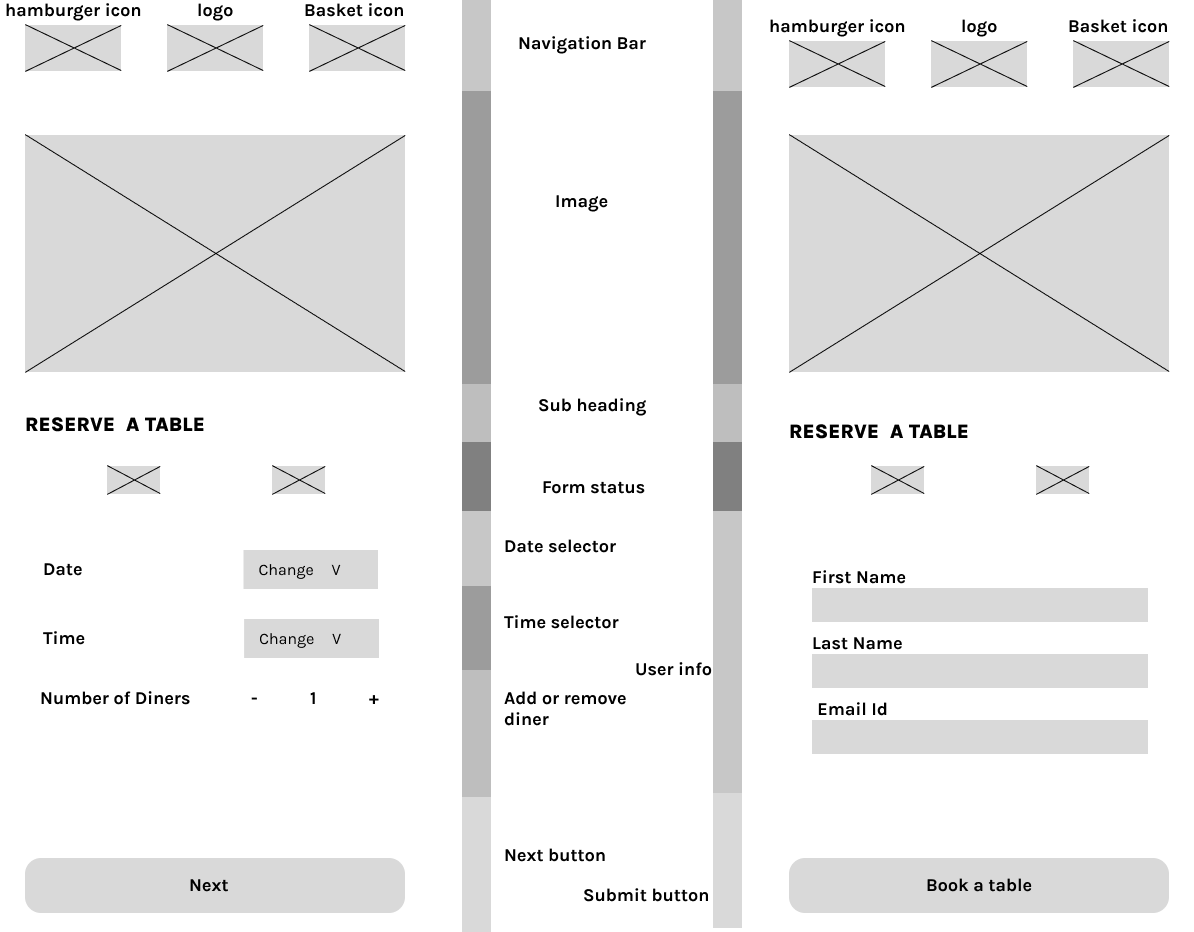 hamburger icon
logo
Basket icon
RESERVE A TABLE
Date
Change V
Time
Change V
Number of Diners
- 1 +
Next
Navigation Bar
Image
Sub heading
Form status
Date selector
Time selector
User info
Add or remove
diner
Next button
Submit button
hamburger icon
logo
Basket icon
RESERVE A TABLE
First Name
Last Name
Email Id
Book a table